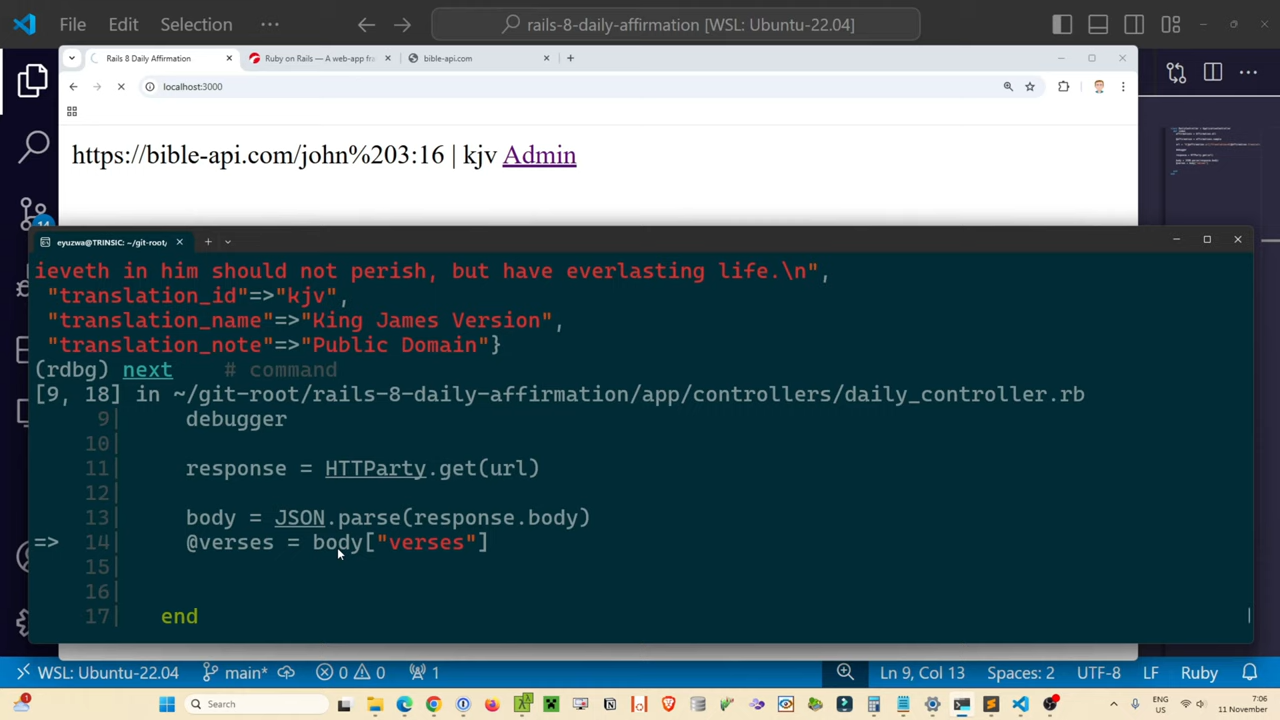 File Edit Selection ··· rails-8-daily-affirmation [WSL: Ubuntu-22.04]
Rails 8 Daily Affirmation Ruby on Rails — A web-app fra bible-api.com
localhost:3000
https://bible-api.com/john%203:16 | kjv Admin
14
eyuzwa@TRINSIC: ~/git-root/
ieveth in him should not perish, but have everlasting life.\n",
"translation_id"=>"kjv",
"translation_name"=>"King James Version",
"translation_note"=>"Public Domain"}
(rdbg) next # command
[9, 18] in ~/git-root/rails-8-daily-affirmation/app/controllers/daily_controller.rb
9| debugger
10|
11| response = HTTParty.get(url)
12|
13| body = JSON.parse(response.body)
=> 14| @verses = body["verses"]
15|
16|
17| end
WSL: Ubuntu-22.04 main* 0 0 1 Ln 9, Col 13 Spaces: 2 UTF-8 LF Ruby
1 Search ENG 7:06
US 11 November